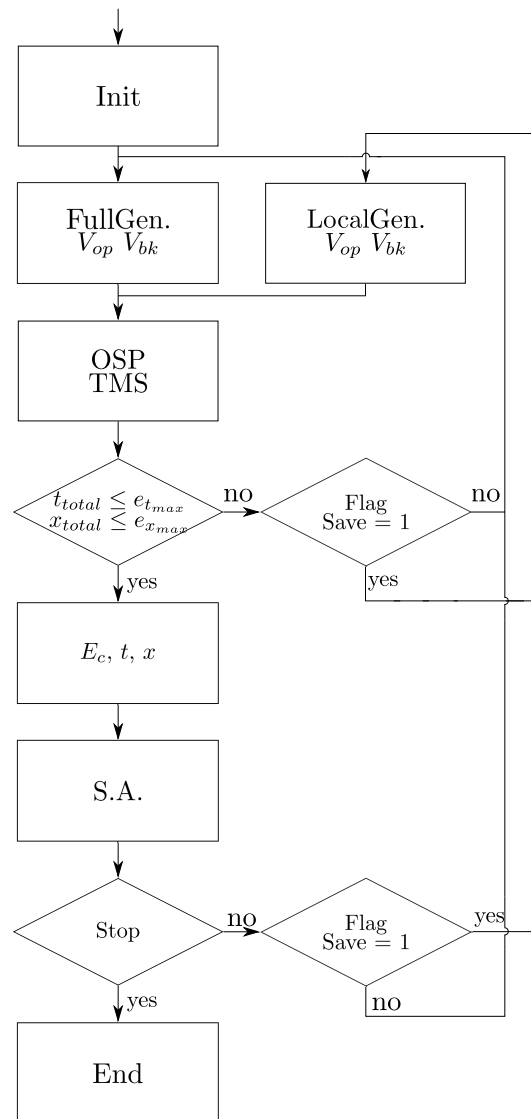 Init
FullGen.
V_op V_bk
LocalGen.
V_op V_bk
OSP
TMS
t_total ≤ e_t_max
x_total ≤ e_x_max
no
Flag
Save = 1
no
yes
yes
E_c, t, x
S.A.
Stop
no
Flag
Save = 1
yes
yes
no
End